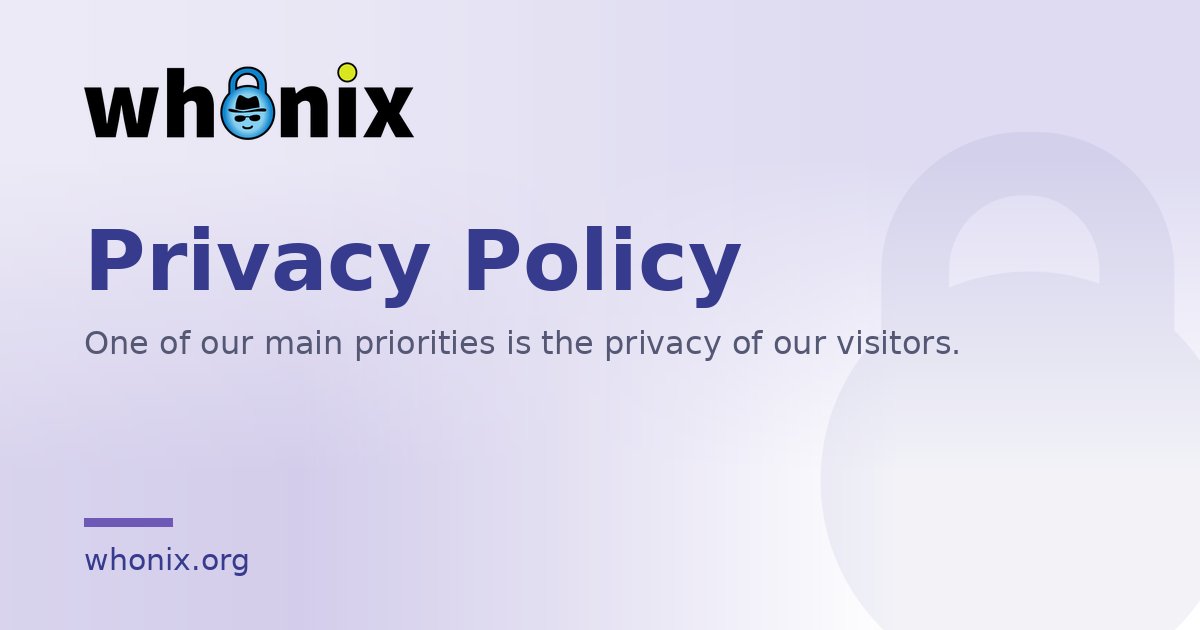 whonix
Privacy Policy
One of our main priorities is the privacy of our visitors.
whonix.org